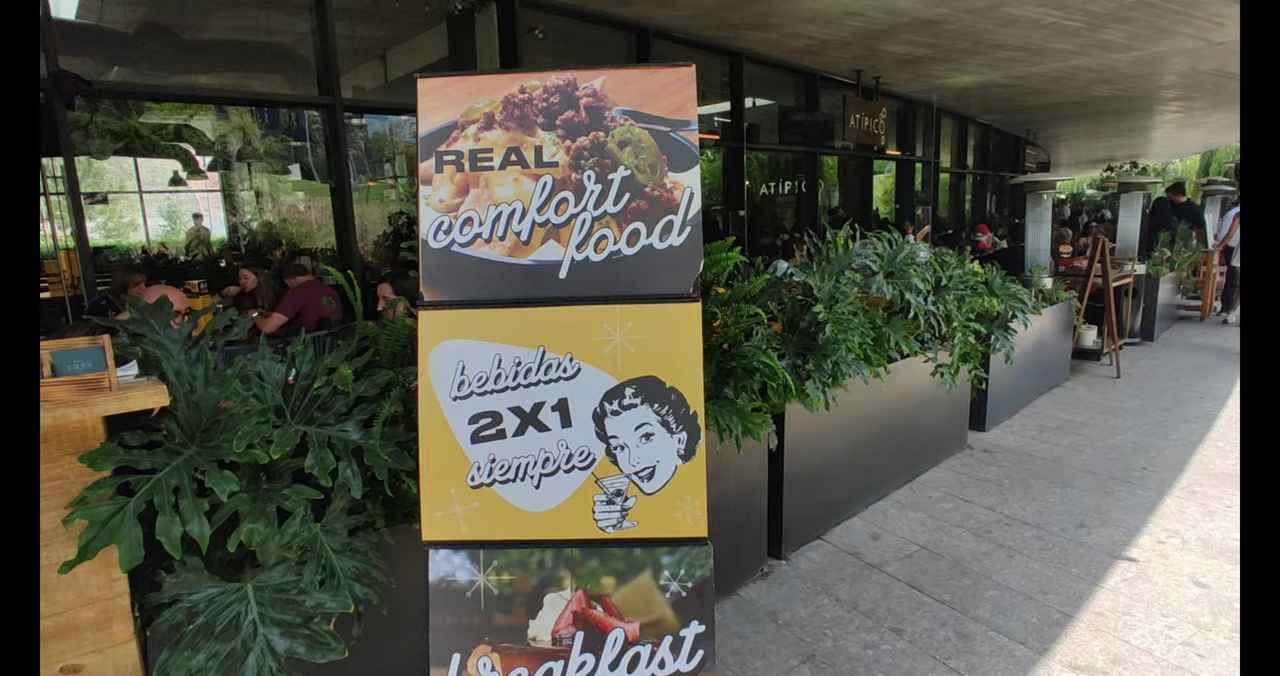 REAL
comfort
food
bebidas
2X1
siempre
breakfast
ATÍPICO
ATÍPICO